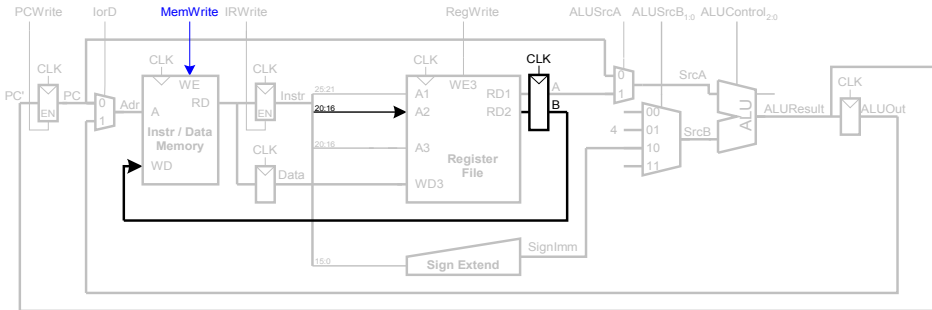 PCWrite IorD MemWrite IRWrite RegWrite ALUSrcA ALUSrcB1:0 ALUControl2:0
CLK CLK CLK CLK CLK CLK
PC' PC 0 1 Adr
EN
WE
A RD
Instr / Data
Memory
WD
EN
Instr
CLK
Data
25:21
20:16
20:16
15:0
WE3
A1 RD1
A2 RD2
A3
Register
File
WD3
A
B
0
1
SrcA
4
00
01
10
11
SrcB
ALU
ALUResult
ALUOut
SignImm
Sign Extend